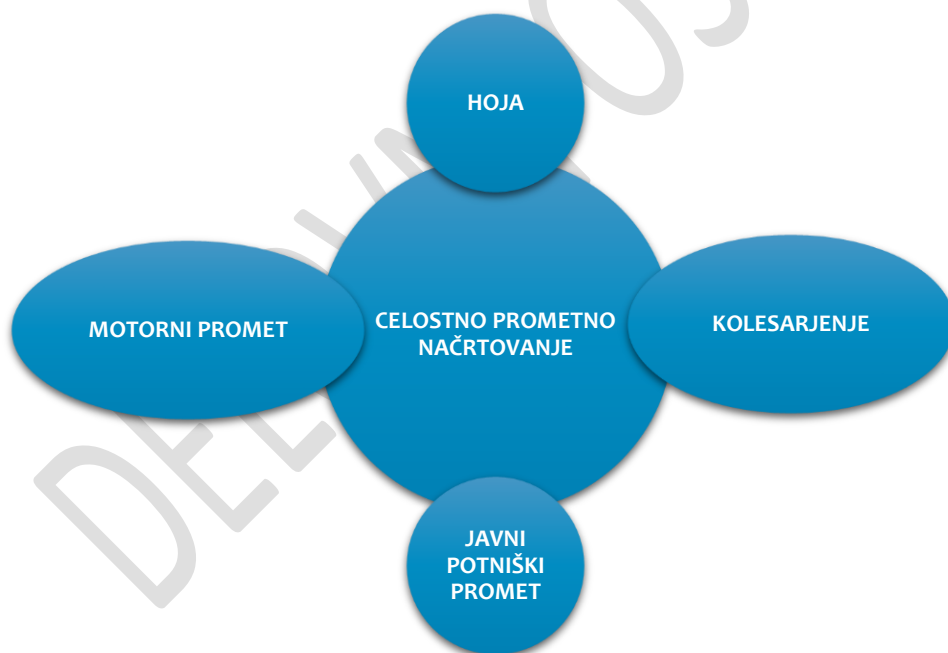 HOJA
MOTORNI PROMET
CELOSTNO PROMETNO
NAČRTOVANJE
KOLESARJENJE
JAVNI
POTNIŠKI
PROMET